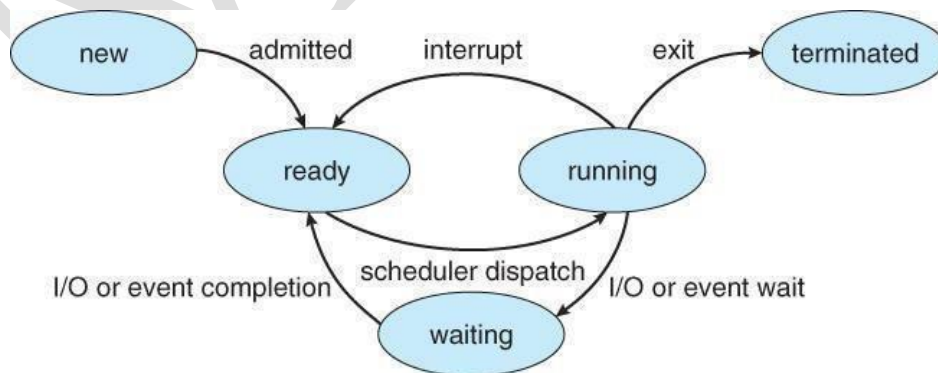 new
admitted
interrupt
exit
terminated
ready
running
scheduler dispatch
I/O or event completion
I/O or event wait
waiting